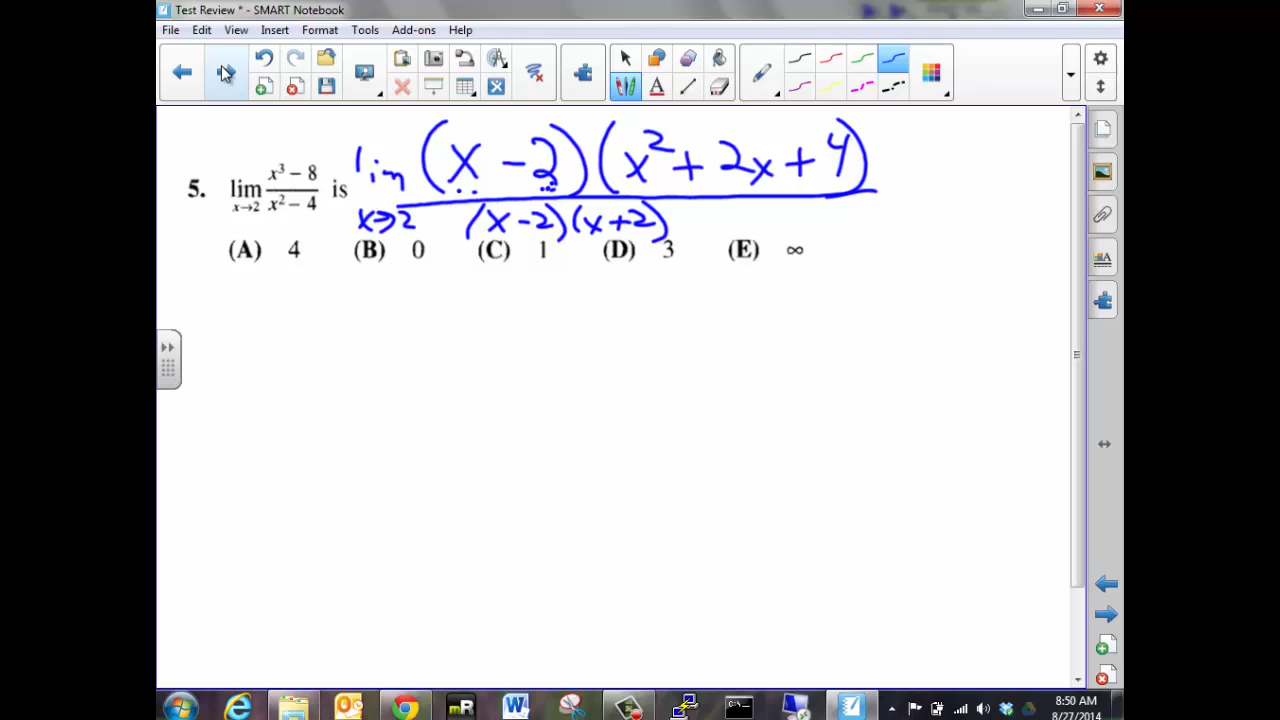 Test Review * - SMART Notebook
File Edit View Insert Format Tools Add-ons Help
lim (x - 2)(x² + 2x + 4)
x→2 (x-2)(x+2)
5. lim x→2 x³ – 8 / x² – 4 is
(A) 4 (B) 0 (C) 1 (D) 3 (E) ∞
8:50 AM
8/27/2014